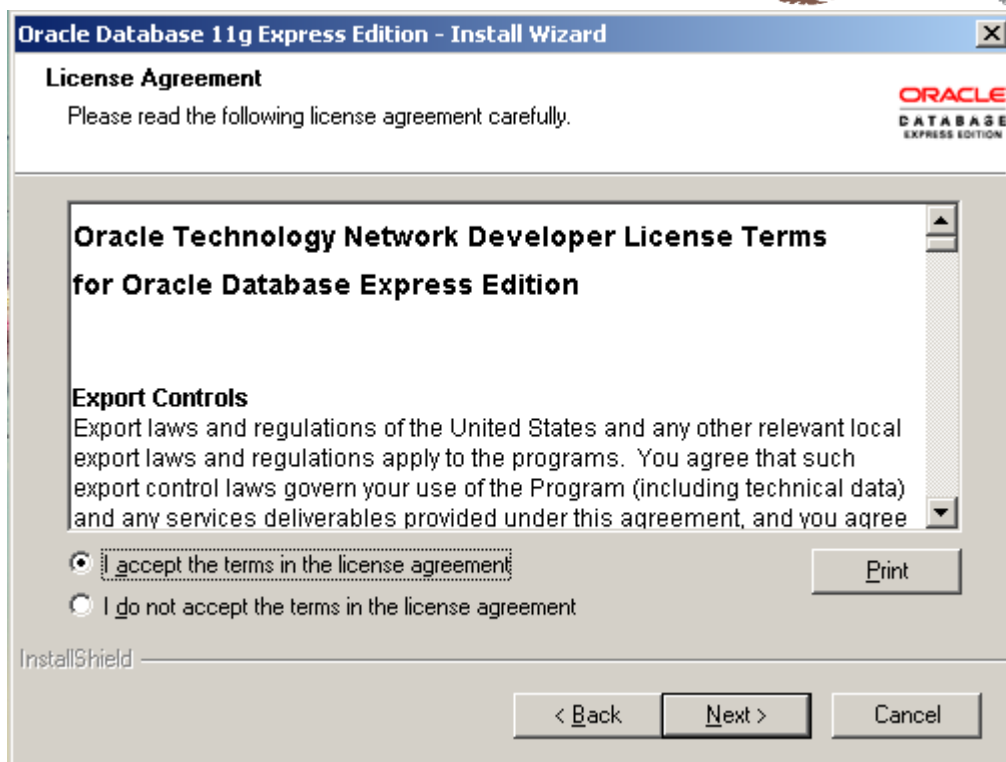 Oracle Database 11g Express Edition - Install Wizard
License Agreement
Please read the following license agreement carefully.
ORACLE
DATABASE
EXPRESS EDITION
Oracle Technology Network Developer License Terms
for Oracle Database Express Edition
Export Controls
Export laws and regulations of the United States and any other relevant local
export laws and regulations apply to the programs.  You agree that such
export control laws govern your use of the Program (including technical data)
and any services deliverables provided under this agreement, and you agree
I accept the terms in the license agreement
Print
I do not accept the terms in the license agreement
InstallShield
< Back
Next >
Cancel